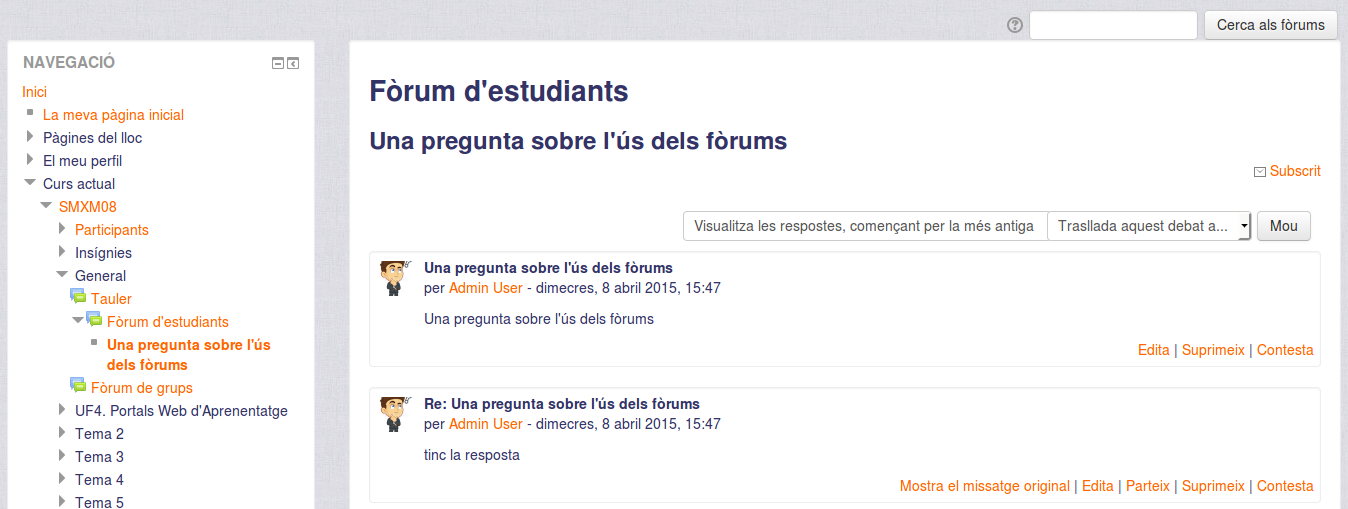 Cerca als fòrums
NAVEGACIÓ
Inici
La meva pàgina inicial
Pàgines del lloc
El meu perfil
Curs actual
SMXM08
Participants
Insígnies
General
Tauler
Fòrum d'estudiants
Una pregunta sobre l'ús
dels fòrums
Fòrum de grups
UF4. Portals Web d'Aprenentatge
Tema 2
Tema 3
Tema 4
Tema 5
Fòrum d'estudiants
Una pregunta sobre l'ús dels fòrums
Subscrit
Visualitza les respostes, començant per la més antiga Trasllada aquest debat a... Mou
Una pregunta sobre l'ús dels fòrums
per Admin User - dimecres, 8 abril 2015, 15:47
Una pregunta sobre l'ús dels fòrums
Edita | Suprimeix | Contesta
Re: Una pregunta sobre l'ús dels fòrums
per Admin User - dimecres, 8 abril 2015, 15:47
tinc la resposta
Mostra el missatge original | Edita | Parteix | Suprimeix | Contesta